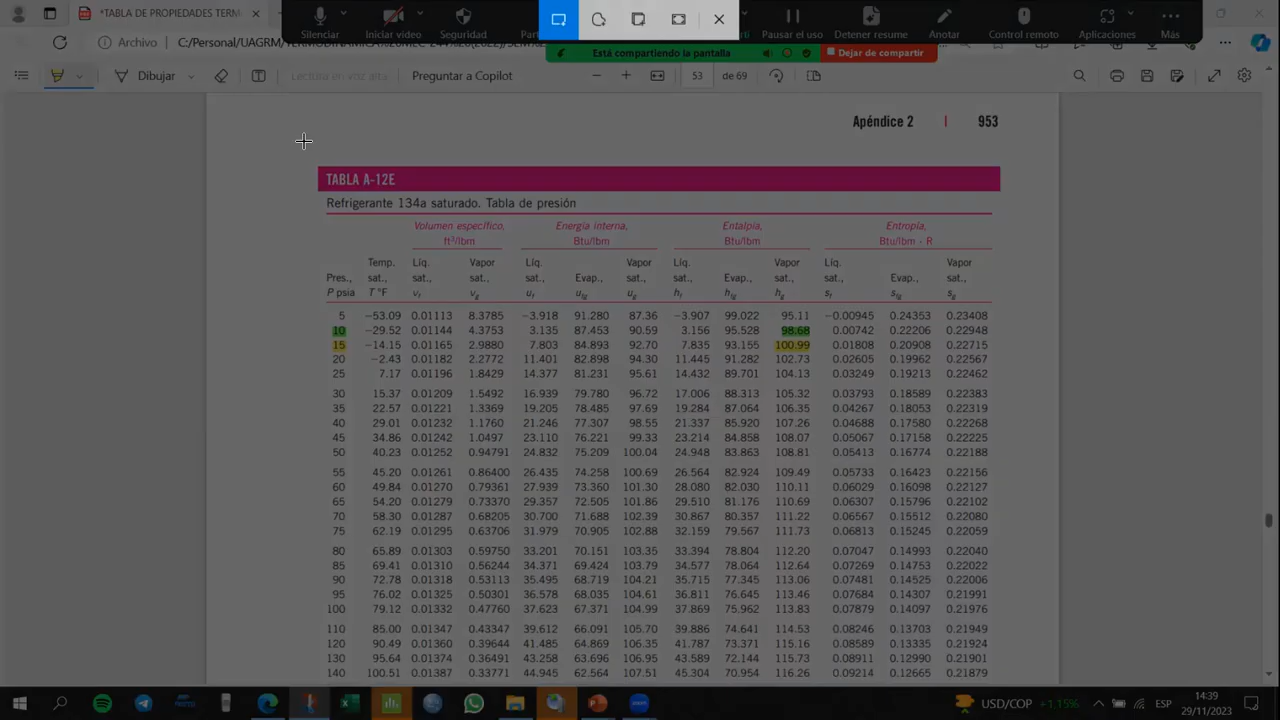 *TABLA DE PROPIEDADES TERM
Silenciar
Iniciar vídeo
Seguridad
Pausar el uso
Detener resume
Anotar
Control remoto
Aplicaciones
Más
Archivo
Está compartiendo la pantalla
Dejar de compartir
Dibujar
Lectura en voz alta
Preguntar a Copilot
53
de 69
Apéndice 2 | 953
TABLA A-12E
Refrigerante 134a saturado. Tabla de presión
Volumen específico, Energía interna, Entalpía, Entropía,
ft³/lbm Btu/lbm Btu/lbm Btu/lbm · R
Temp. Líq. Vapor Líq. Vapor Líq. Vapor Líq. Vapor
Pres., sat., sat., sat., sat., Evap., sat., sat., Evap., sat., sat., Evap., sat.,
P psia T °F vf vg uf ufg ug hf hfg hg sf sfg sg
5 −53.09 0.01113 8.3785 −3.918 91.280 87.36 −3.907 99.022 95.11 −0.00945 0.24353 0.23408
10 −29.52 0.01144 4.3753 3.135 87.453 90.59 3.156 95.528 98.68 0.00742 0.22206 0.22948
15 −14.15 0.01165 2.9880 7.803 84.893 92.70 7.835 93.155 100.99 0.01808 0.20908 0.22715
20 −2.43 0.01182 2.2772 11.401 82.898 94.30 11.445 91.282 102.73 0.02605 0.19962 0.22567
25 7.17 0.01196 1.8429 14.377 81.231 95.61 14.432 89.701 104.13 0.03249 0.19213 0.22462
30 15.37 0.01209 1.5492 16.939 79.780 96.72 17.006 88.313 105.32 0.03793 0.18589 0.22383
35 22.57 0.01221 1.3369 19.205 78.485 97.69 19.284 87.064 106.35 0.04267 0.18053 0.22319
40 29.01 0.01232 1.1760 21.246 77.307 98.55 21.337 85.920 107.26 0.04688 0.17580 0.22268
45 34.86 0.01242 1.0497 23.110 76.221 99.33 23.214 84.858 108.07 0.05067 0.17158 0.22225
50 40.23 0.01252 0.94791 24.832 75.209 100.04 24.948 83.863 108.81 0.05413 0.16774 0.22188
55 45.20 0.01261 0.86400 26.435 74.258 100.69 26.564 82.924 109.49 0.05733 0.16423 0.22156
60 49.84 0.01270 0.79361 27.939 73.360 101.30 28.080 82.030 110.11 0.06029 0.16098 0.22127
65 54.20 0.01279 0.73370 29.357 72.505 101.86 29.510 81.176 110.69 0.06307 0.15796 0.22102
70 58.30 0.01287 0.68205 30.700 71.688 102.39 30.867 80.357 111.22 0.06567 0.15512 0.22080
75 62.19 0.01295 0.63706 31.979 70.905 102.88 32.159 79.567 111.73 0.06813 0.15245 0.22059
80 65.89 0.01303 0.59750 33.201 70.151 103.35 33.394 78.804 112.20 0.07047 0.14993 0.22040
85 69.41 0.01310 0.56244 34.371 69.424 103.79 34.577 78.064 112.64 0.07269 0.14753 0.22022
90 72.78 0.01318 0.53113 35.495 68.719 104.21 35.715 77.345 113.06 0.07481 0.14525 0.22006
95 76.02 0.01325 0.50301 36.578 68.035 104.61 36.811 76.645 113.46 0.07684 0.14307 0.21991
100 79.12 0.01332 0.47760 37.623 67.371 104.99 37.869 75.962 113.83 0.07879 0.14097 0.21976
110 85.00 0.01347 0.43347 39.612 66.091 105.70 39.886 74.641 114.53 0.08246 0.13703 0.21949
120 90.49 0.01360 0.39644 41.485 64.869 106.35 41.787 73.371 115.16 0.08589 0.13335 0.21924
130 95.64 0.01374 0.36491 43.258 63.696 106.95 43.589 72.144 115.73 0.08911 0.12990 0.21901
140 100.51 0.01387 0.33771 44.945 62.564 107.51 45.304 70.954 116.26 0.09214 0.12665 0.21879
USD/COP +1.15%
ESP
14:39
29/11/2023